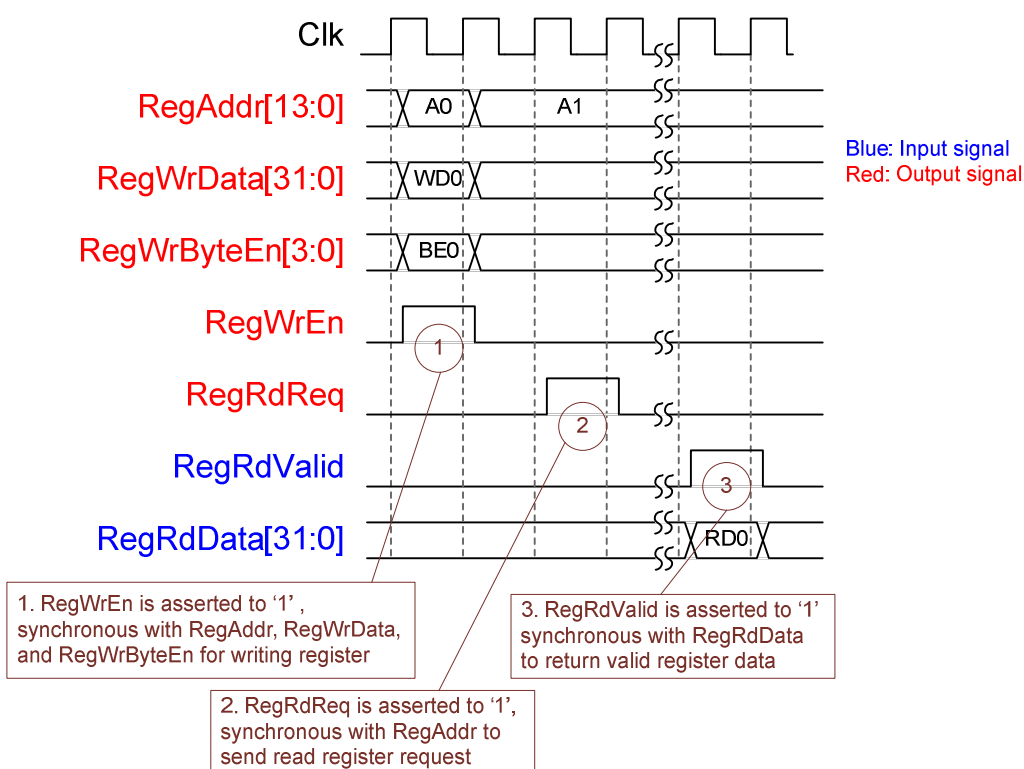 Clk
RegAddr[13:0]
A0
A1
RegWrData[31:0]
WD0
RegWrByteEn[3:0]
BE0
RegWrEn
1
RegRdReq
2
RegRdValid
3
RegRdData[31:0]
RD0
Blue: Input signal
Red: Output signal
1. RegWrEn is asserted to ‘1’ ,
synchronous with RegAddr, RegWrData,
and RegWrByteEn for writing register
2. RegRdReq is asserted to ‘1’,
synchronous with RegAddr to
send read register request
3. RegRdValid is asserted to ‘1’
synchronous with RegRdData
to return valid register data